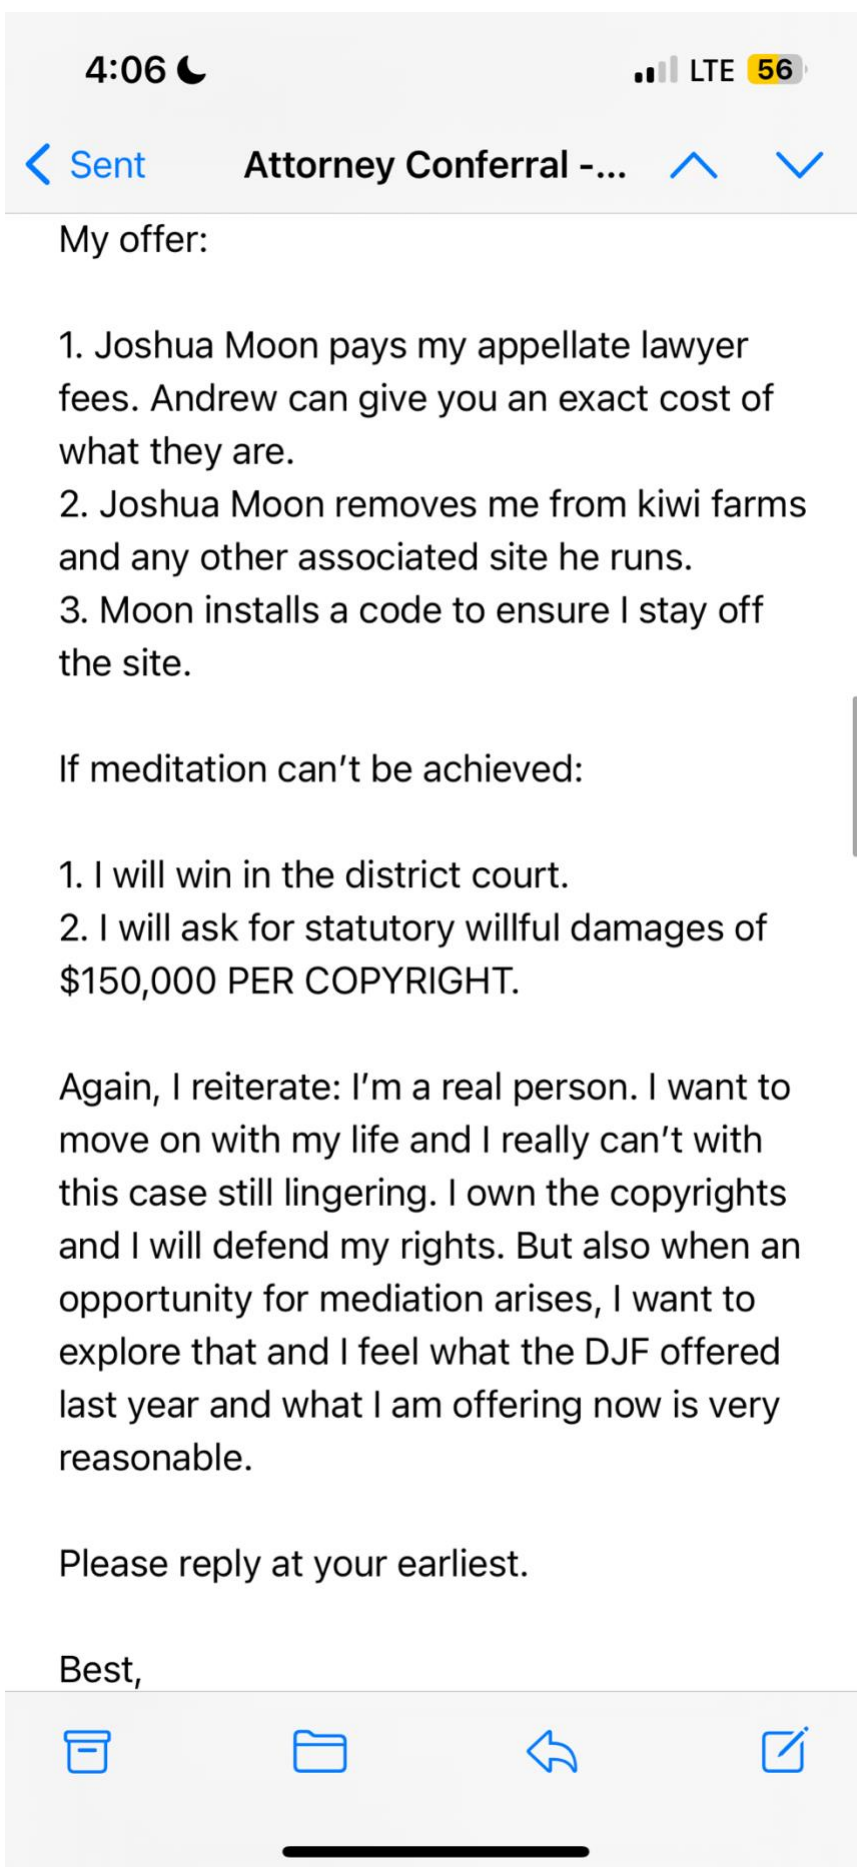 4:06
LTE 56
Sent
Attorney Conferral -...
My offer:
1. Joshua Moon pays my appellate lawyer
fees. Andrew can give you an exact cost of
what they are.
2. Joshua Moon removes me from kiwi farms
and any other associated site he runs.
3. Moon installs a code to ensure I stay off
the site.
If meditation can't be achieved:
1. I will win in the district court.
2. I will ask for statutory willful damages of
$150,000 PER COPYRIGHT.
Again, I reiterate: I'm a real person. I want to
move on with my life and I really can't with
this case still lingering. I own the copyrights
and I will defend my rights. But also when an
opportunity for mediation arises, I want to
explore that and I feel what the DJF offered
last year and what I am offering now is very
reasonable.
Please reply at your earliest.
Best,